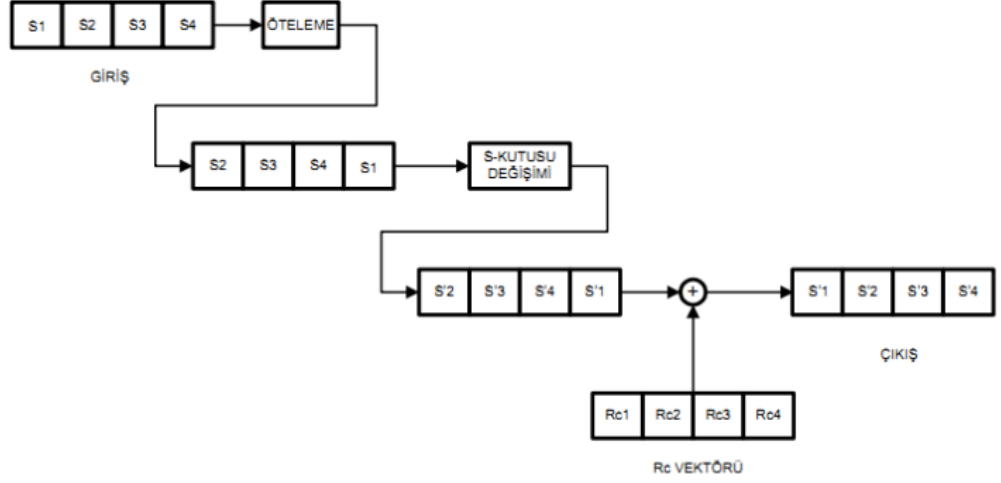 S1 S2 S3 S4 ÖTELEME
GİRİŞ
S2 S3 S4 S1 S-KUTUSU
DEĞİŞİMİ
S'2 S'3 S'4 S'1 + S'1 S'2 S'3 S'4
ÇIKIŞ
Rc1 Rc2 Rc3 Rc4
Rc VEKTÖRÜ